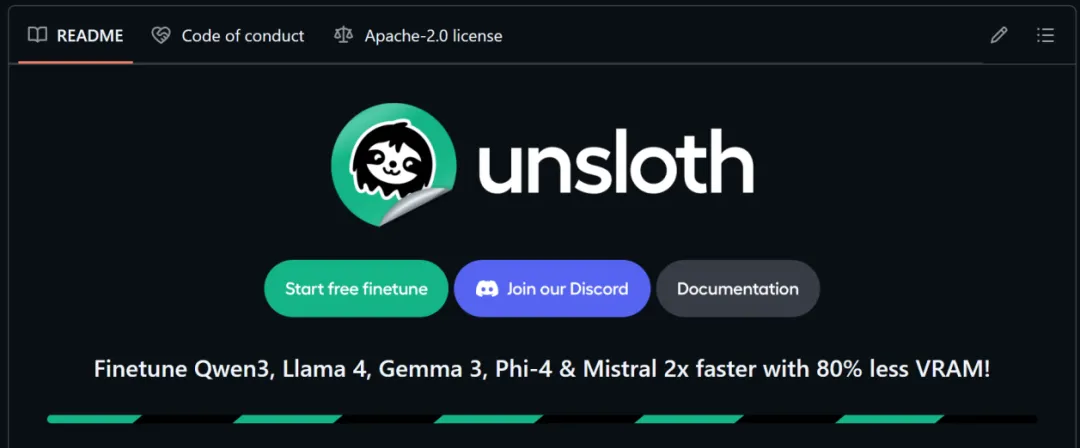 README Code of conduct Apache-2.0 license
unsloth
Start free finetune Join our Discord Documentation
Finetune Qwen3, Llama 4, Gemma 3, Phi-4 & Mistral 2x faster with 80% less VRAM!